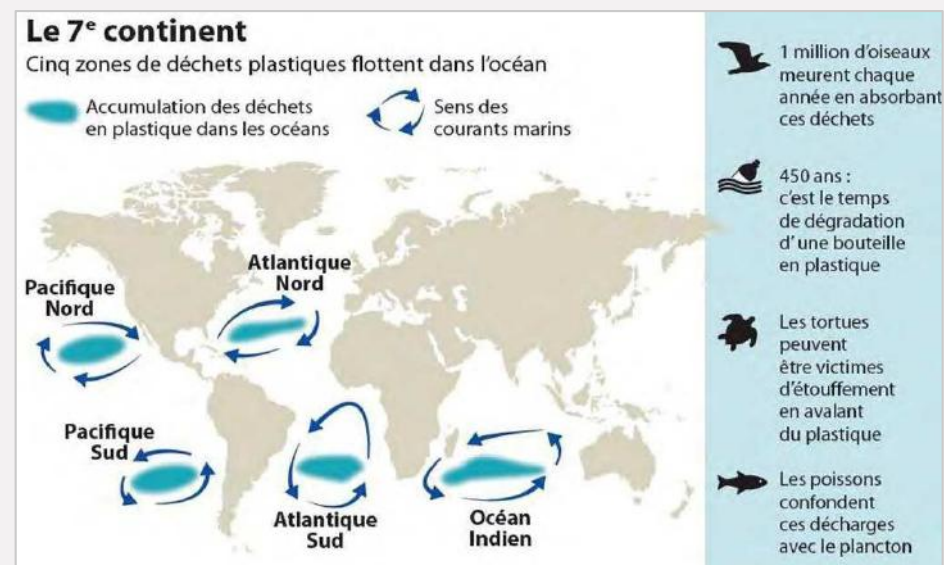 Le 7e continent
Cinq zones de déchets plastiques flottent dans l'océan
Accumulation des déchets
en plastique dans les océans
Sens des
courants marins
Pacifique
Nord
Atlantique
Nord
Pacifique
Sud
Atlantique
Sud
Océan
Indien
1 million d'oiseaux
meurent chaque
année en absorbant
ces déchets
450 ans :
c'est le temps
de dégradation
d'une bouteille
en plastique
Les tortues
peuvent
être victimes
d'étouffement
en avalant
du plastique
Les poissons
confondent
ces décharges
avec le plancton